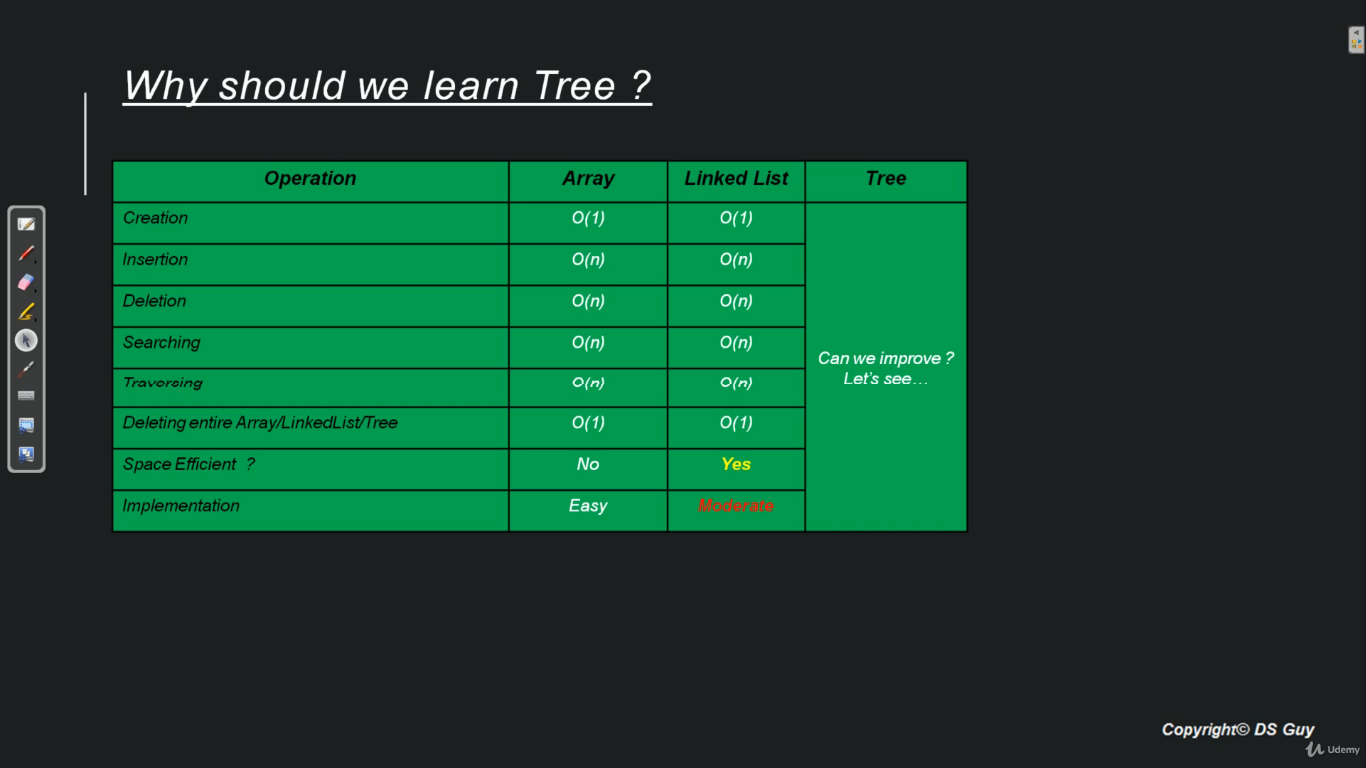 Why should we learn Tree ?
Operation Array Linked List Tree
Creation O(1) O(1)
Insertion O(n) O(n)
Deletion O(n) O(n)
Searching O(n) O(n)
Can we improve ?
Let's see…
Traversing O(n) O(n)
Deleting entire Array/LinkedList/Tree O(1) O(1)
Space Efficient ? No Yes
Implementation Easy Moderate
Copyright© DS Guy
Udemy